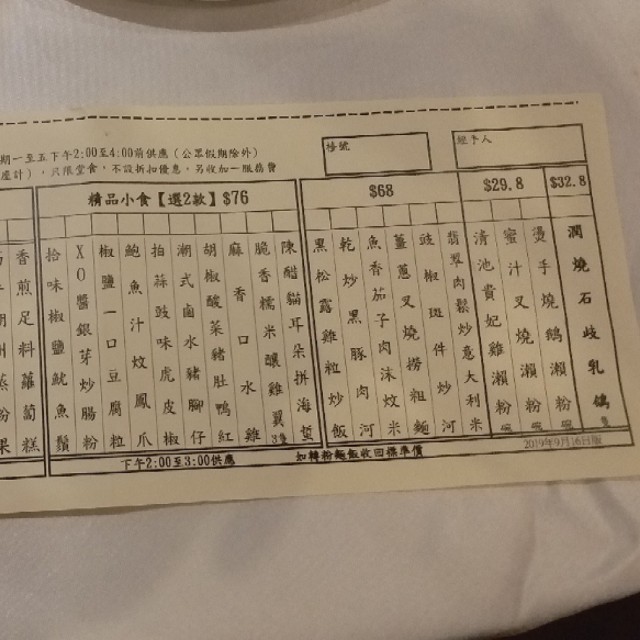 期一至五下午2:00至4:00前供應（公眾假期除外）
座計），只限堂食，不設折扣優惠，另收加一服務費
檯號
經手人
精品小食【選2款】$76
$68
$29.8
$32.8
香煎足料蘿蔔糕
拾味椒鹽魷魚鬚
XO醬銀芽炒腸粉
椒鹽一口豆腐粒
鮑魚汁炆鳳爪
拍蒜豉味虎皮椒
潮式鹵水豬腳仔
胡椒酸菜豬肚鴨紅
麻香口水雞
脆香糯米釀雞翼3隻
陳醋貓耳朵拼海蜇
黑松露雞粒炒飯
乾炒黑豚肉河
魚香茄子肉沫炆米
薑蔥叉燒撈粗麵
豉椒斑件炒河
翡翠肉鬆炒意大利米
清池貴妃雞瀨粉
蜜汁叉燒瀨粉
燙手燒鵝瀨粉
潤燒石歧乳鴿
下午2:00至3:00供應
如轉粉麵飯收回標準價
2019年9月16日版